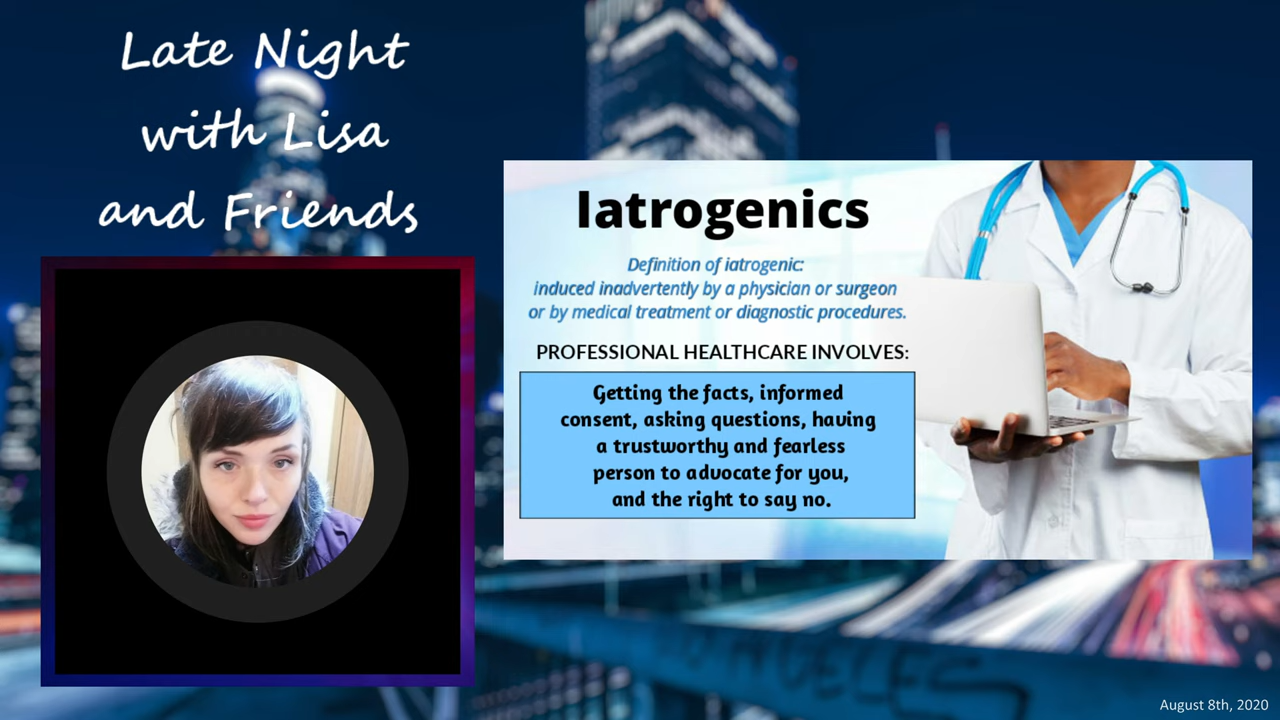 Late Night
with Lisa
and Friends
Iatrogenics
Definition of iatrogenic:
induced inadvertently by a physician or surgeon
or by medical treatment or diagnostic procedures.
PROFESSIONAL HEALTHCARE INVOLVES:
Getting the facts, informed
consent, asking questions, having
a trustworthy and fearless
person to advocate for you,
and the right to say no.
August 8th, 2020